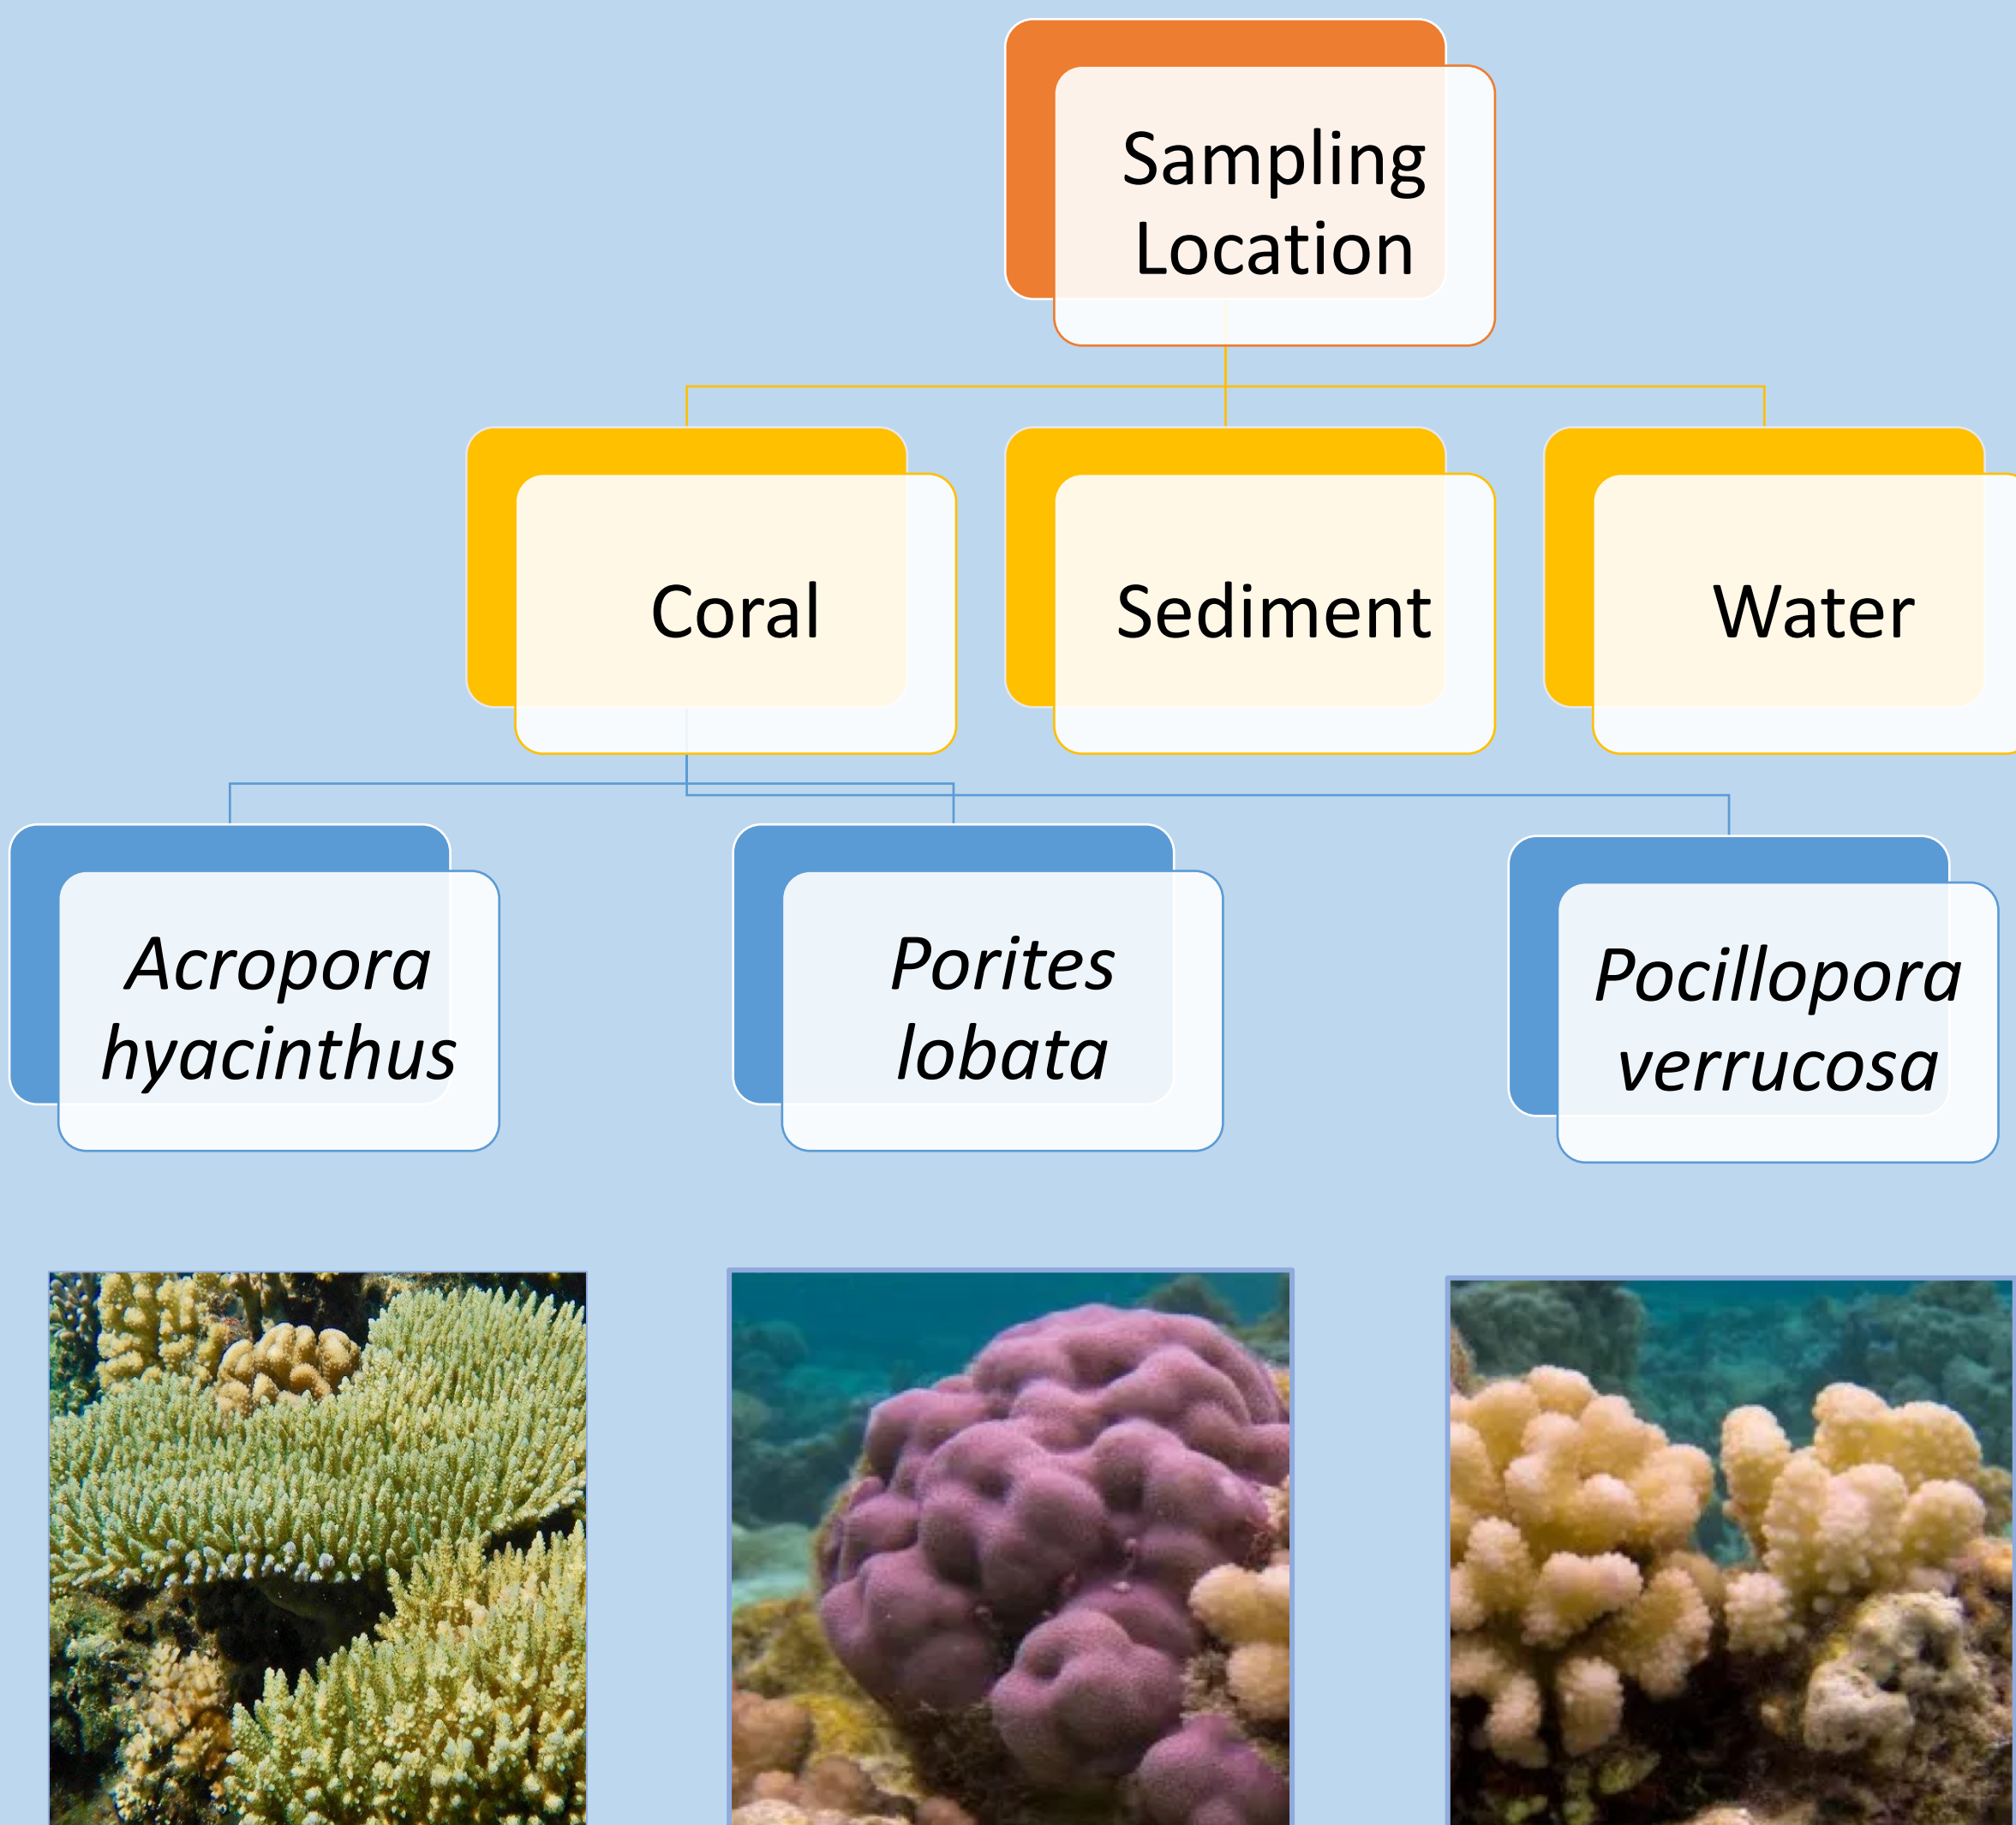 Sampling
Location
Coral
Sediment
Water
Acropora
hyacinthus
Porites
lobata
Pocillopora
verrucosa